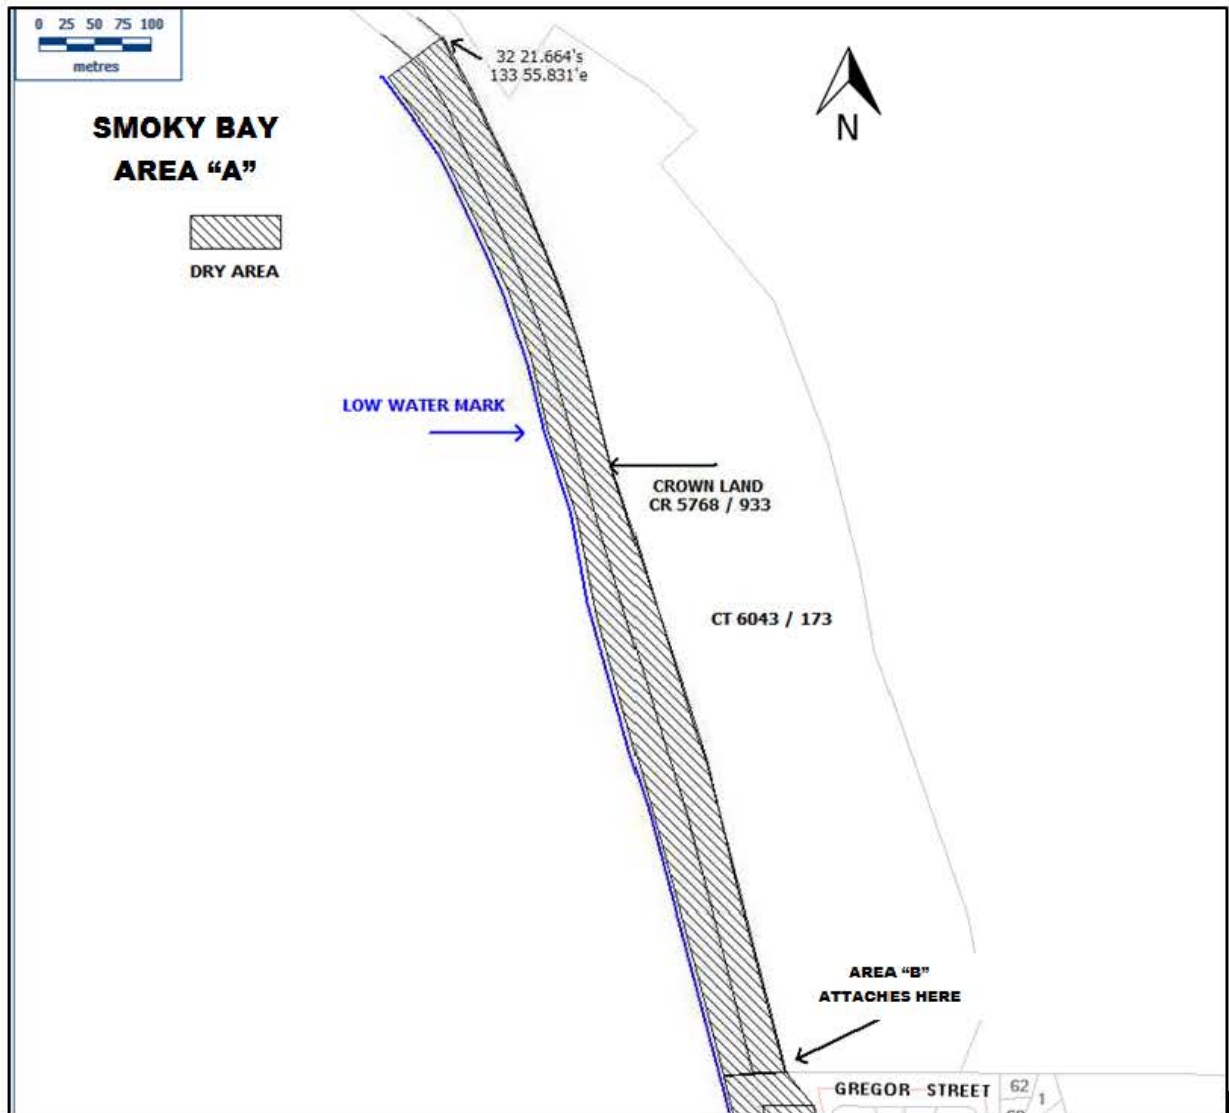 0 25 50 75 100
metres
32 21.664's
133 55.831'e
N
SMOKY BAY
AREA “A”
DRY AREA
LOW WATER MARK
CROWN LAND
CR 5768 / 933
CT 6043 / 173
AREA “B”
ATTACHES HERE
GREGOR STREET
62
1